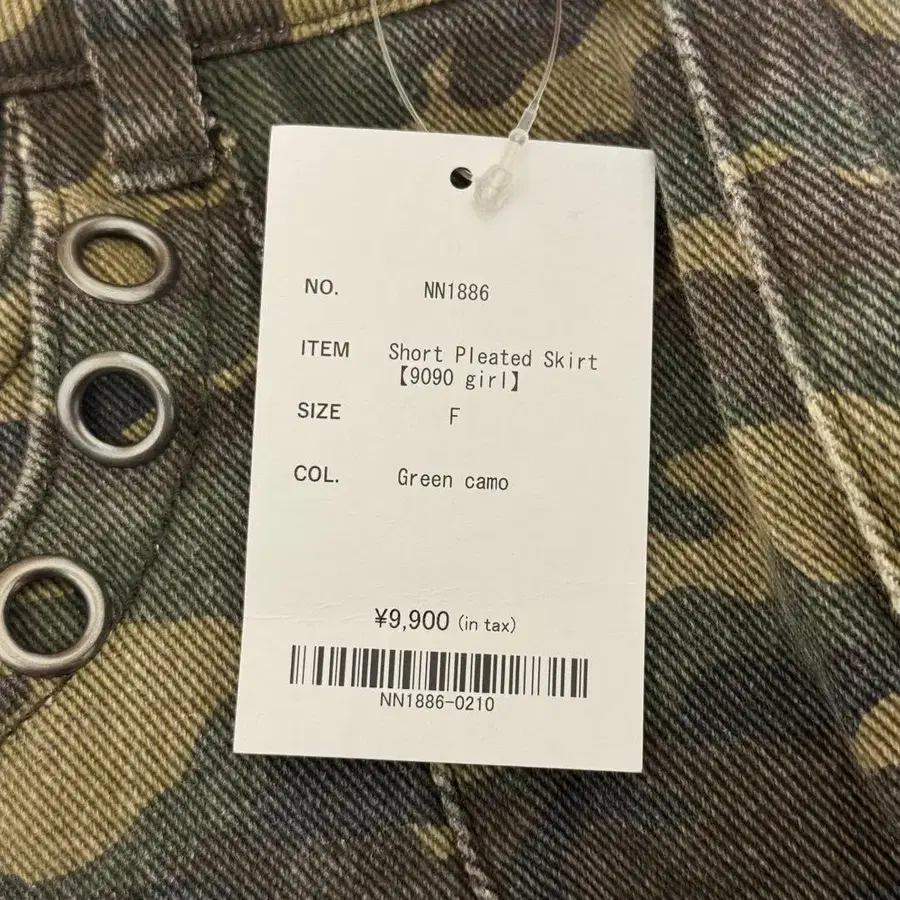 NO. NN1886
ITEM Short Pleated Skirt
【9090 girl】
SIZE F
COL. Green camo
¥9,900 (in tax)
NN1886-0210